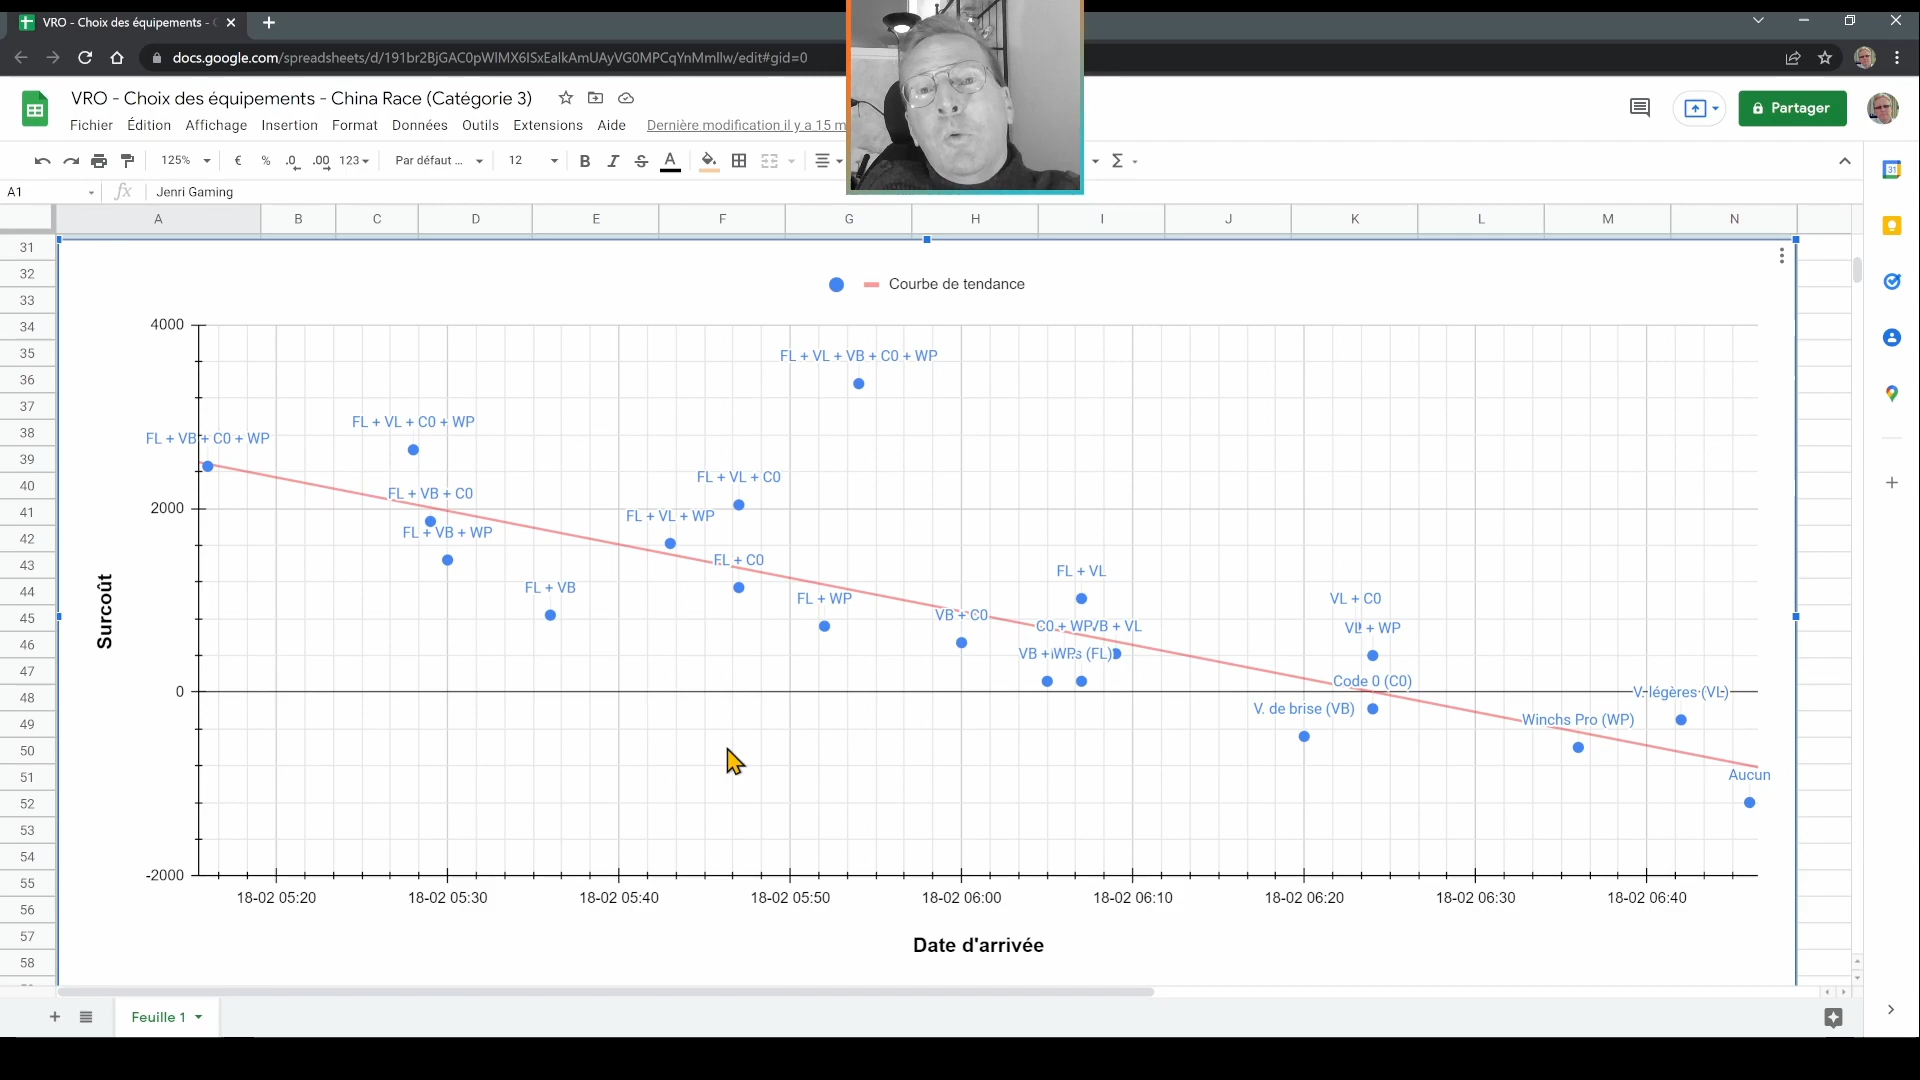 VRO - Choix des équipements -
docs.google.com/spreadsheets/d/191br2BjGAC0pWIMX6ISxEalkAmUAyVG0MPCqYnMmllw/edit#gid=0
VRO - Choix des équipements - China Race (Catégorie 3)
Fichier Édition Affichage Insertion Format Données Outils Extensions Aide Dernière modification il y a 15 m
Partager
125% € % .0 .00 123 Par défaut ... 12 B I S A Σ
A1 fx Jenri Gaming
A B C D E F G H I J K L M N
31
32
33
34
35
36
37
38
39
40
41
42
43
44
45
46
47
48
49
50
51
52
53
54
55
56
57
58
Courbe de tendance
4000
2000
0
-2000
Surcoût
FL + VL + VB + C0 + WP
FL + VL + C0 + WP
FL + VB + C0 + WP
FL + VL + C0
FL + VB + C0
FL + VL + WP
FL + VB + WP
FL + C0
FL + VL
FL + VB
FL + WP
VL + C0
VB + C0
C0 + WP
VB + VL
VL + WP
VB + WP
s (FL)
Code 0 (C0)
V. légères (VL)
V. de brise (VB)
Winchs Pro (WP)
Aucun
18-02 05:20 18-02 05:30 18-02 05:40 18-02 05:50 18-02 06:00 18-02 06:10 18-02 06:20 18-02 06:30 18-02 06:40
Date d'arrivée
Feuille 1
31